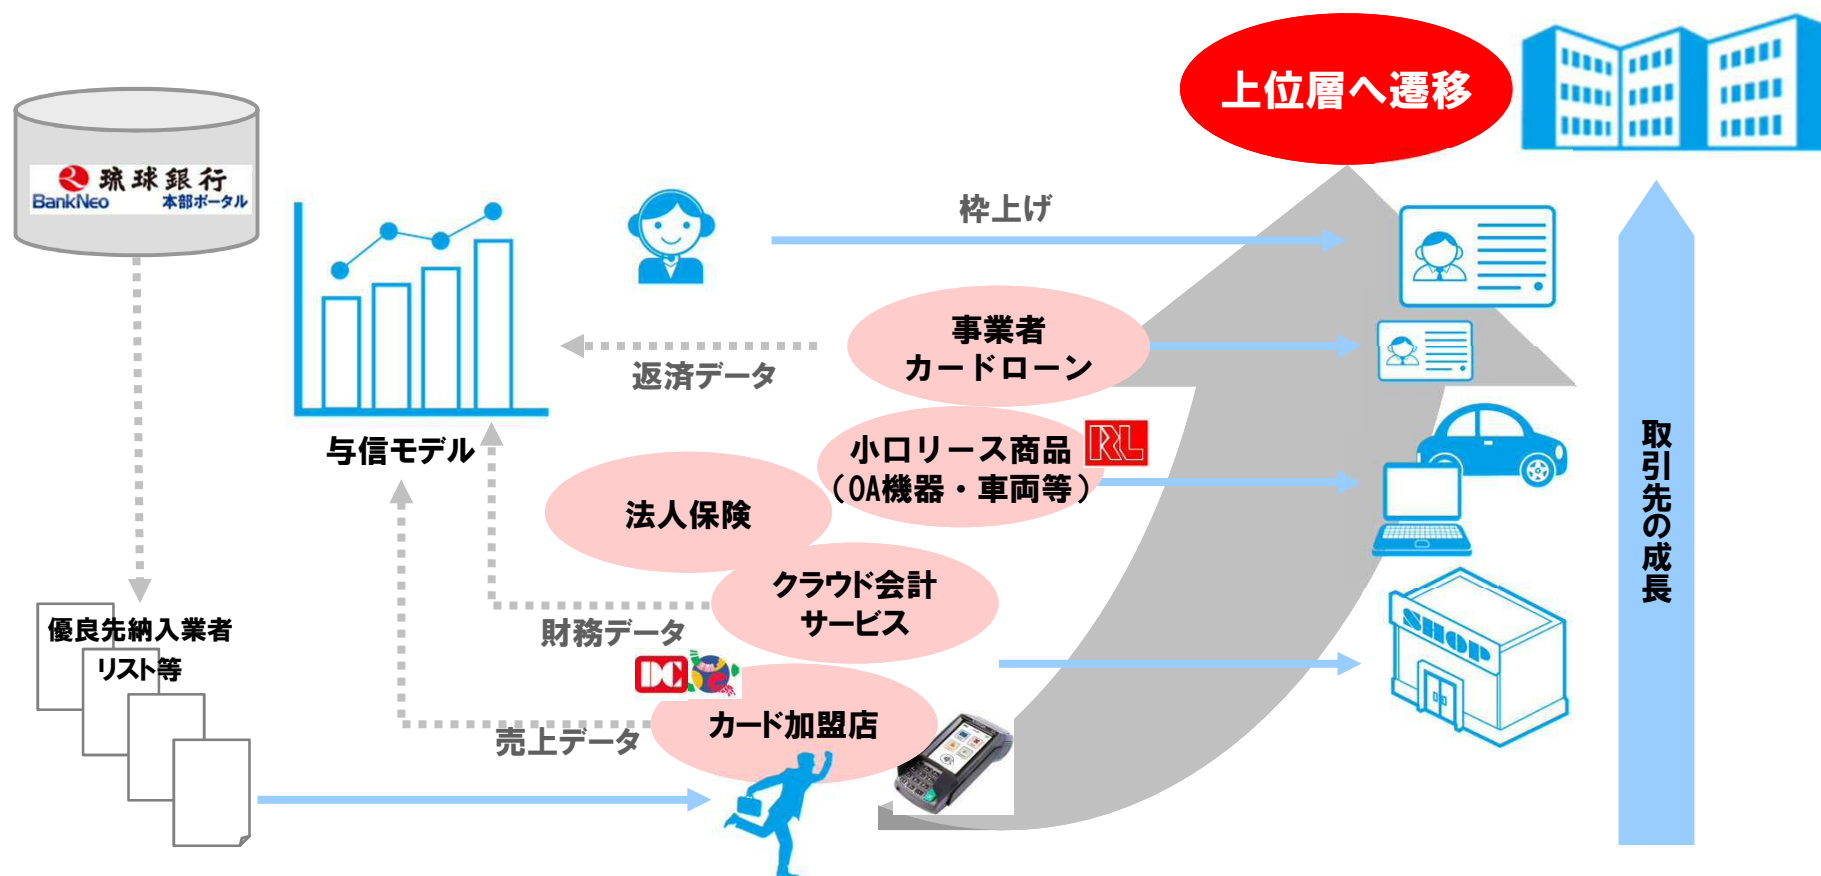 上位層へ遷移
琉球銀行
BankNeo 本部ポータル
枠上げ
事業者
カードローン
返済データ
与信モデル
小口リース商品
RL
(OA機器・車両等)
法人保険
クラウド会計
サービス
財務データ
優良先納入業者
リスト等
DC
カード加盟店
売上データ
SHOP
取引先の成長